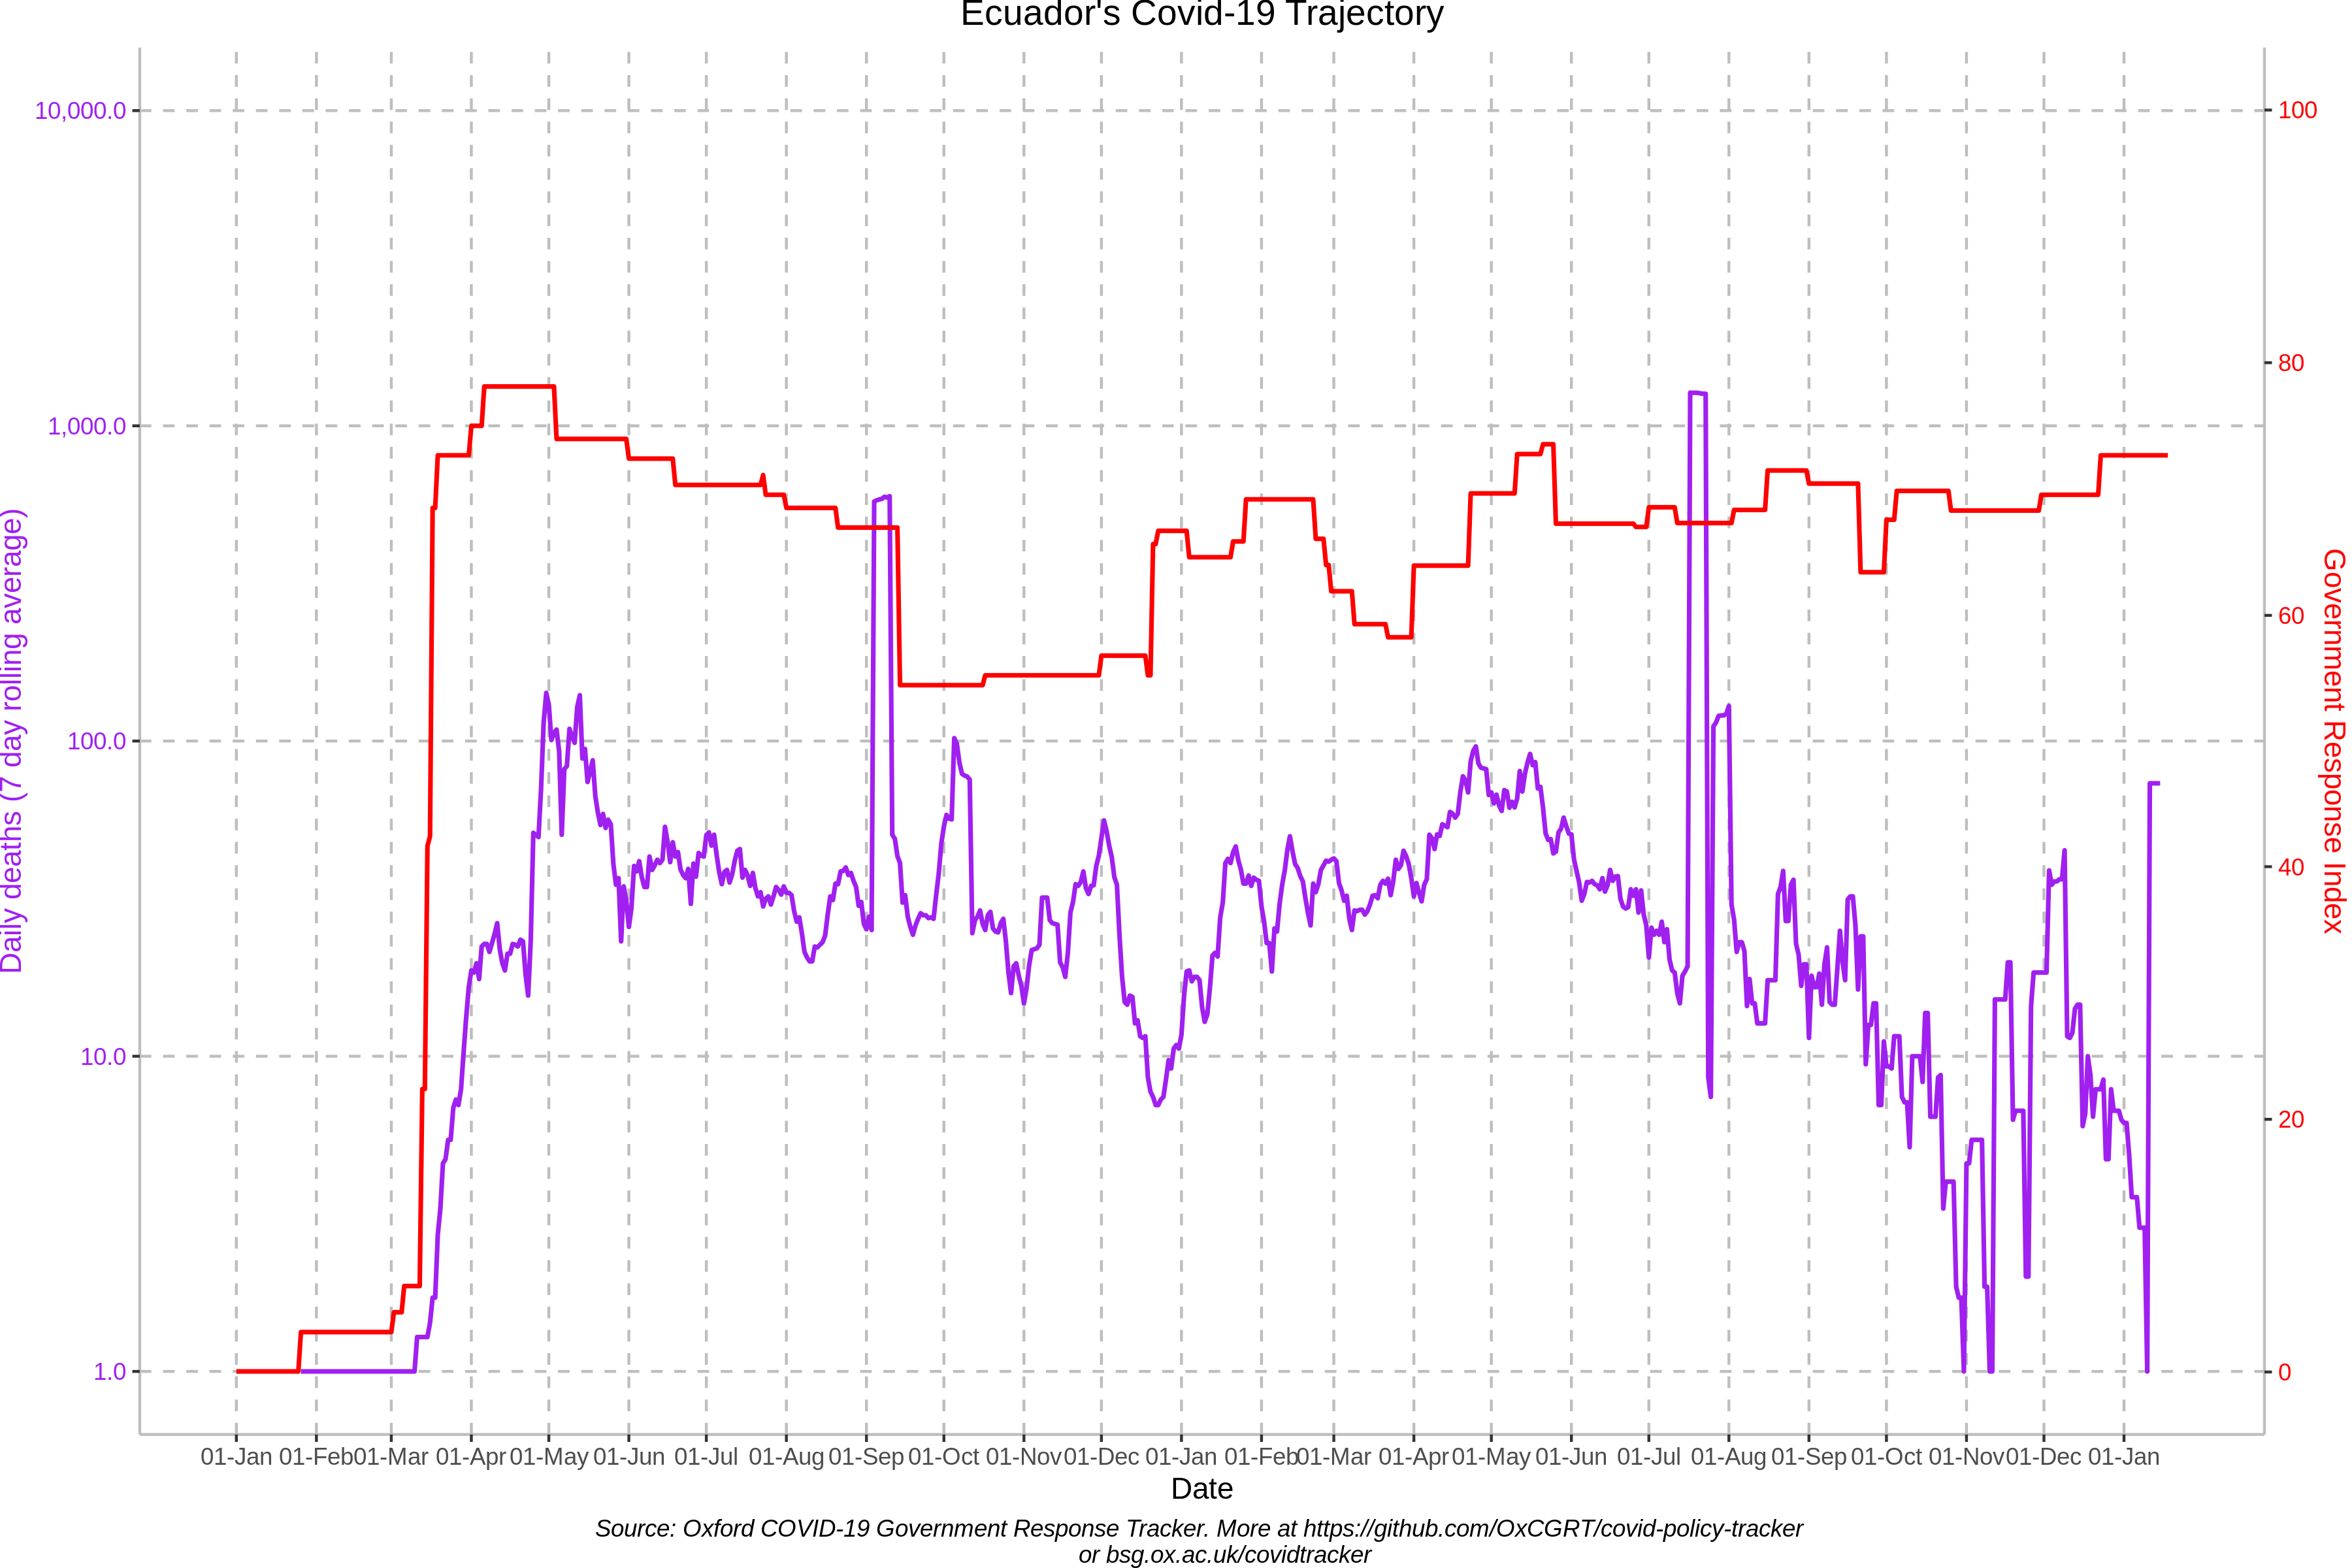 Ecuador's Covid-19 Trajectory
10,000.0
1,000.0
100.0
10.0
1.0
Daily deaths (7 day rolling average)
100
80
60
40
20
0
Government Response Index
01-Jan 01-Feb 01-Mar 01-Apr 01-May 01-Jun 01-Jul 01-Aug 01-Sep 01-Oct 01-Nov 01-Dec 01-Jan 01-Feb 01-Mar 01-Apr 01-May 01-Jun 01-Jul 01-Aug 01-Sep 01-Oct 01-Nov 01-Dec 01-Jan
Date
Source: Oxford COVID-19 Government Response Tracker. More at https://github.com/OxCGRT/covid-policy-tracker
or bsg.ox.ac.uk/covidtracker